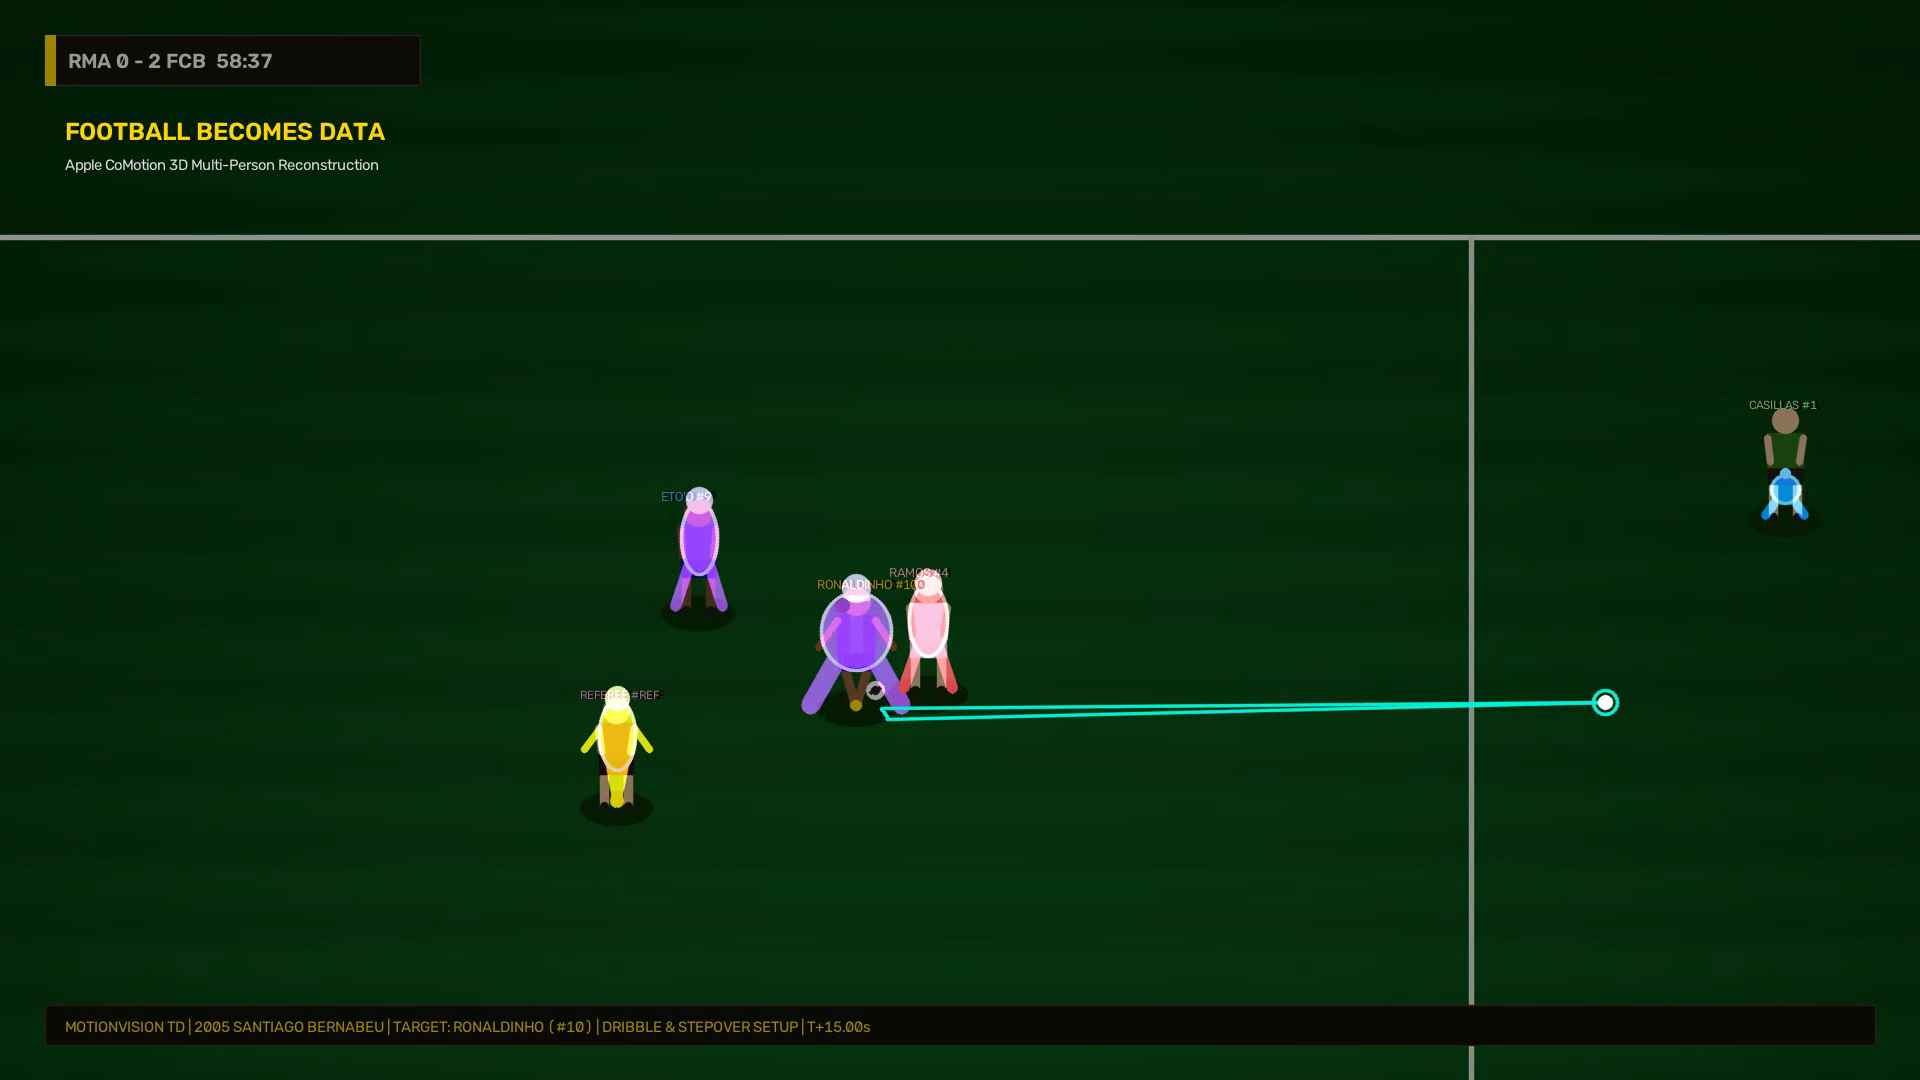 RMA 0 - 2 FCB 58:37
FOOTBALL BECOMES DATA
Apple CoMotion 3D Multi-Person Reconstruction
CASILLAS #1
ETO'O #9
RAMOS #4
RONALDINHO #10
REFEREE #REF
MOTIONVISION TD | 2005 SANTIAGO BERNABEU | TARGET: RONALDINHO (#10) | DRIBBLE & STEPOVER SETUP | T+15.00s